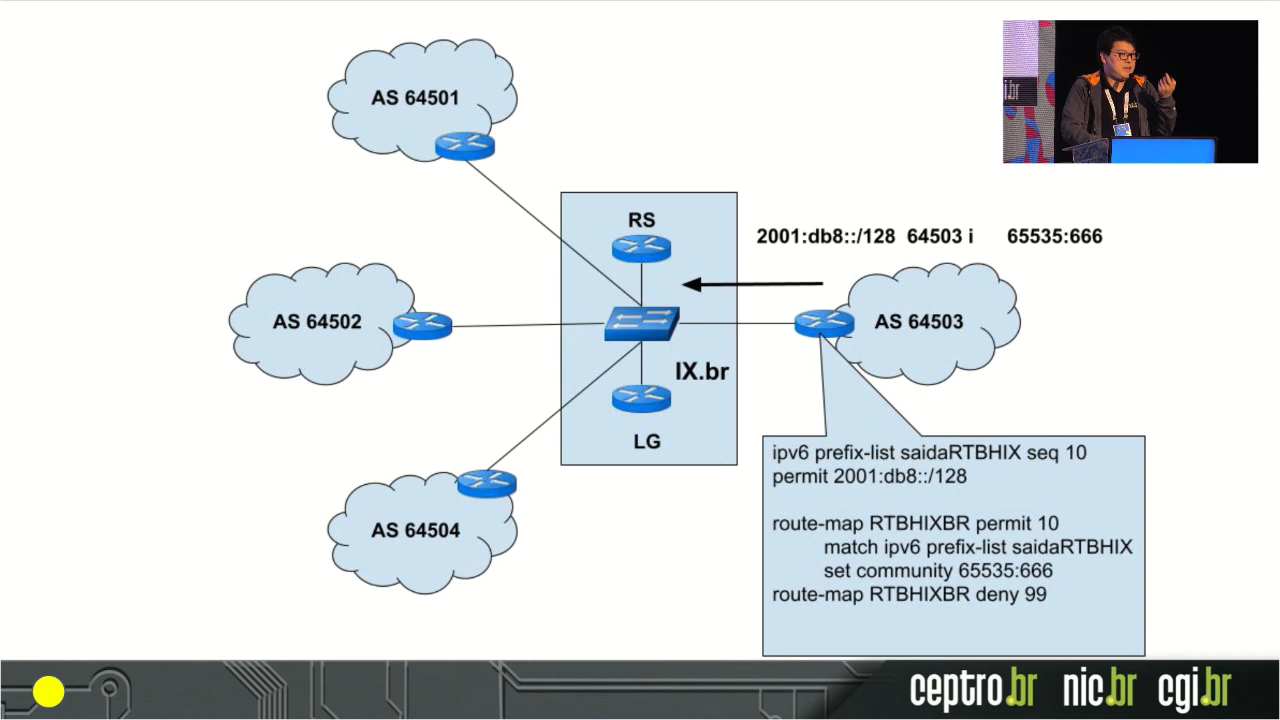 AS 64501
i.br
RS
2001:db8::/128 64503 i 65535:666
AS 64502
AS 64503
IX.br
LG
ipv6 prefix-list saidaRTBHIX seq 10
permit 2001:db8::/128
route-map RTBHIXBR permit 10
match ipv6 prefix-list saidaRTBHIX
set community 65535:666
route-map RTBHIXBR deny 99
AS 64504
ceptro.br nic.br cgi.br